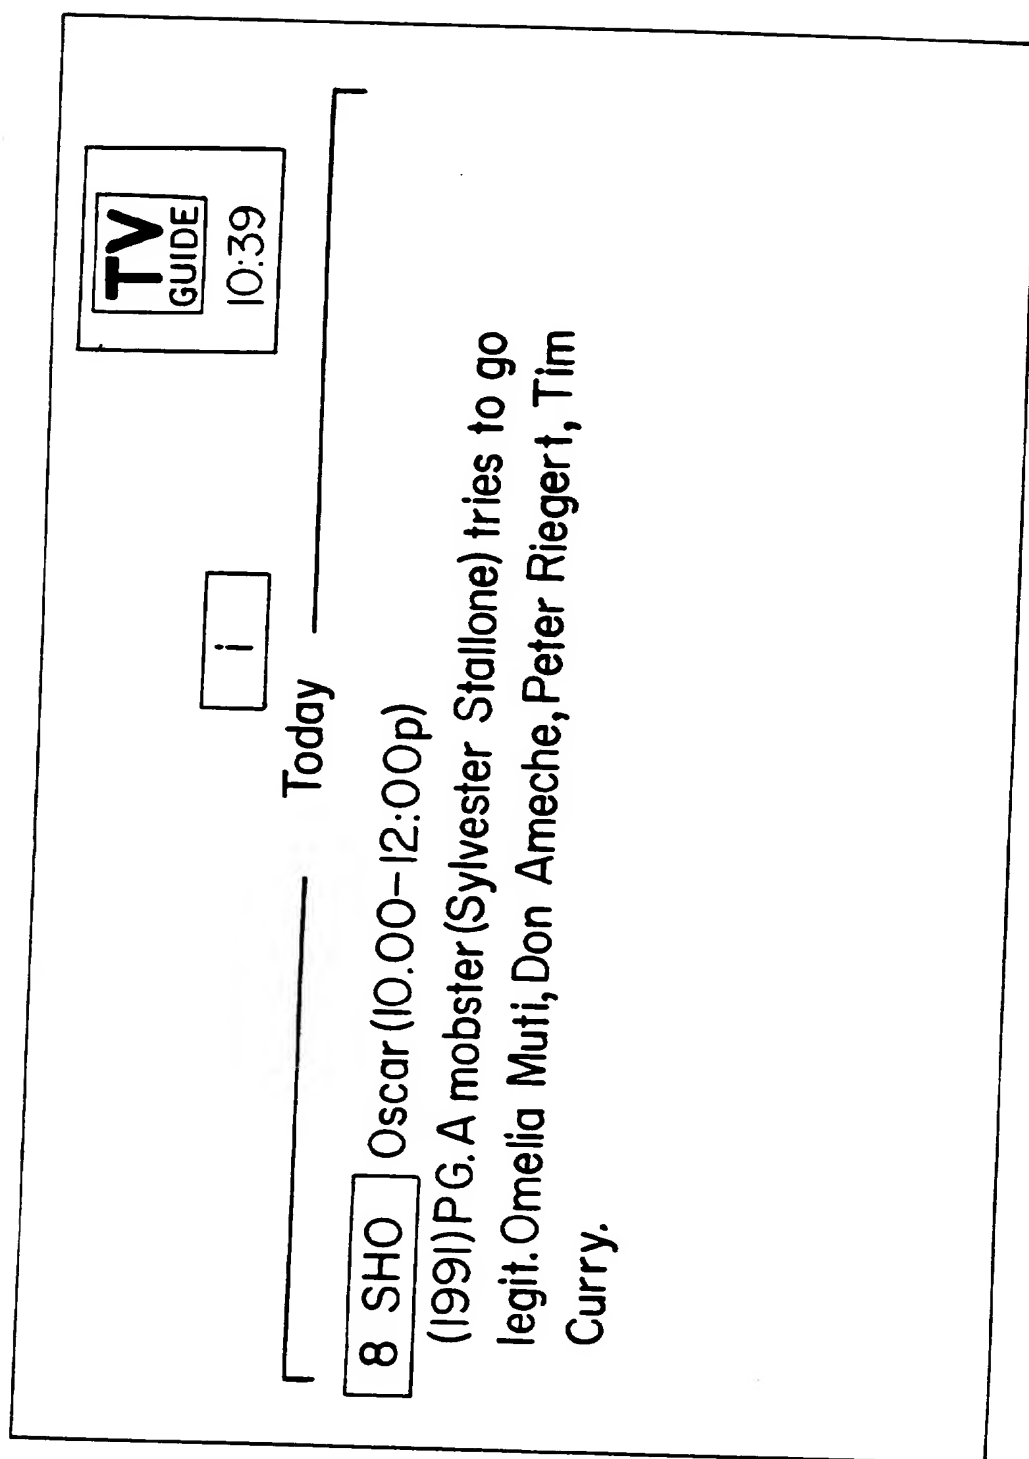 TV
GUIDE
10:39
i
Today
8 SHO Oscar (10.00-12:00p)
(1991) PG. A mobster (Sylvester Stallone) tries to go
legit. Omelia Muti, Don Ameche, Peter Riegert, Tim
Curry.